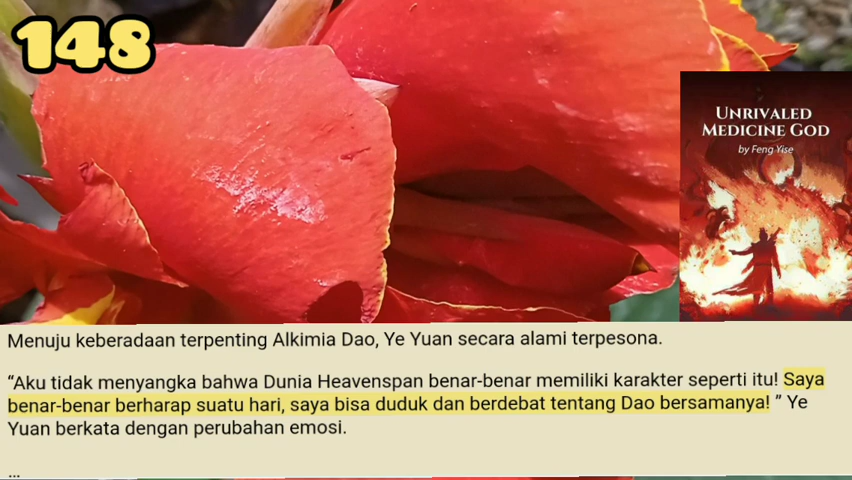 148
UNRIVALED
MEDICINE GOD
by Feng Yise
Menuju keberadaan terpenting Alkimia Dao, Ye Yuan secara alami terpesona.
“Aku tidak menyangka bahwa Dunia Heavenspan benar-benar memiliki karakter seperti itu! Saya
benar-benar berharap suatu hari, saya bisa duduk dan berdebat tentang Dao bersamanya! ” Ye
Yuan berkata dengan perubahan emosi.
...